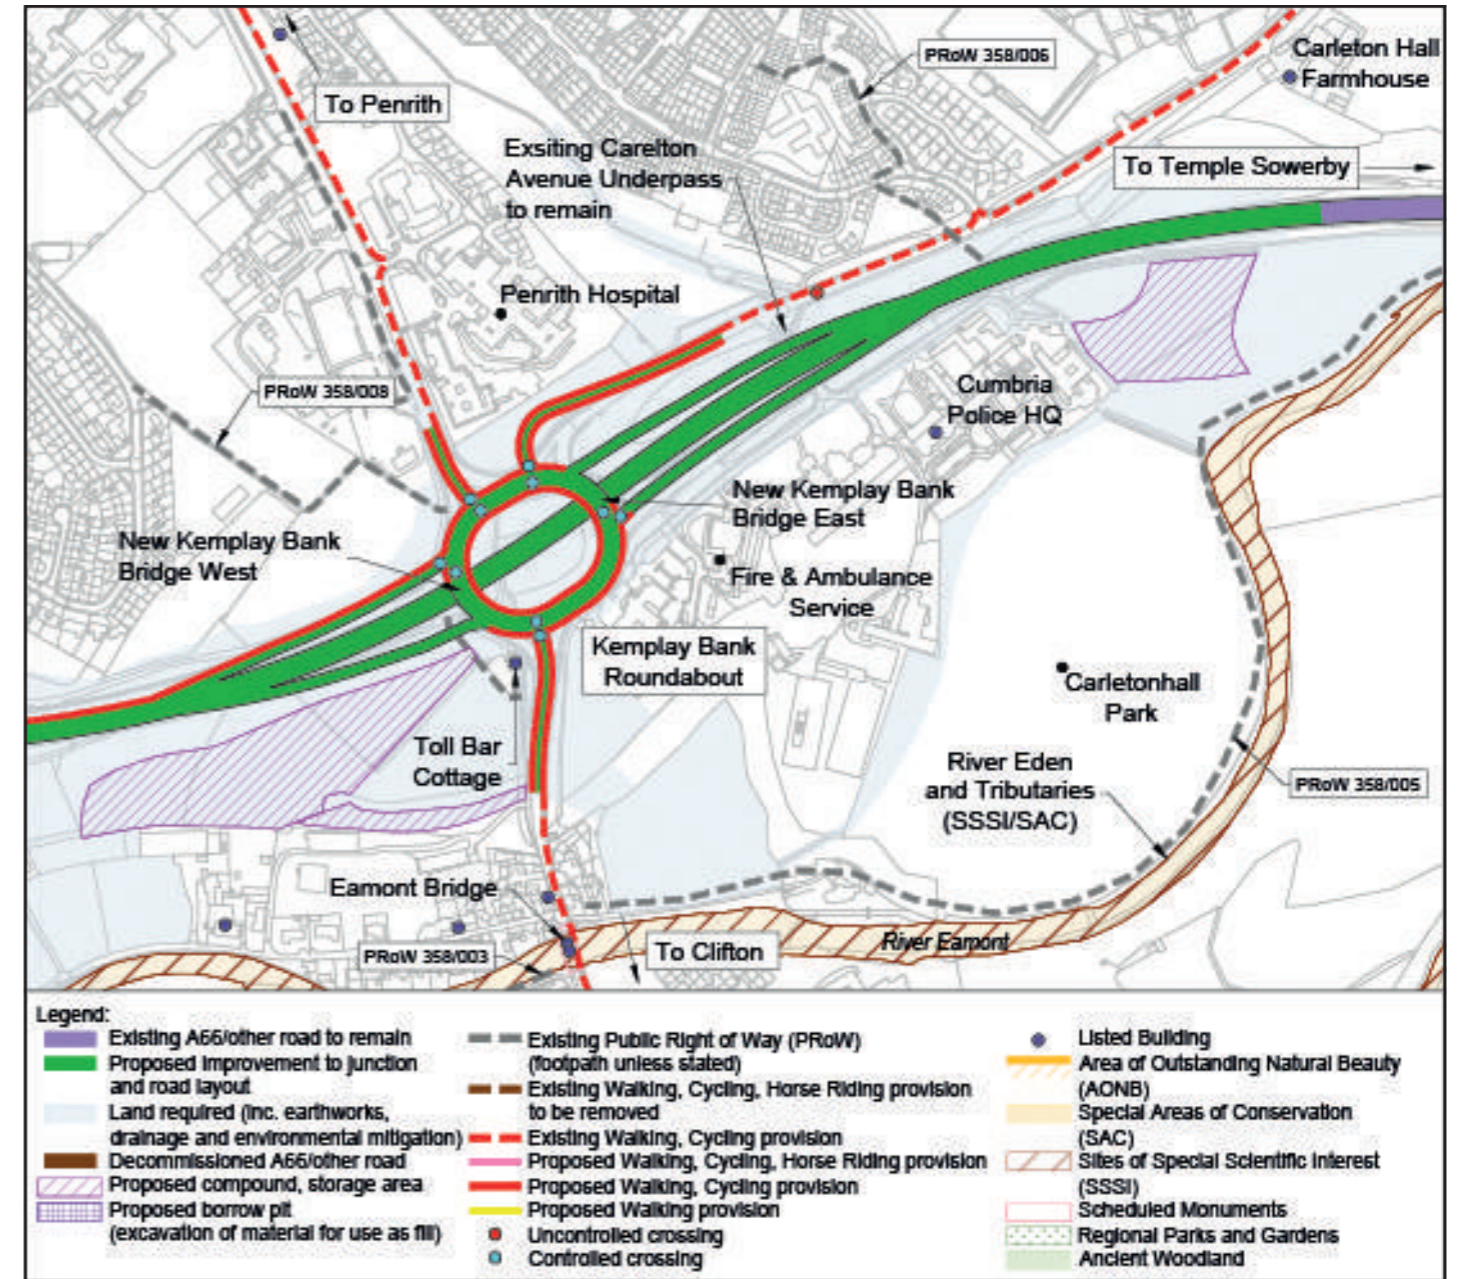 PRoW 358/006
Carleton Hall
Farmhouse
To Penrith
Exsiting Carelton
Avenue Underpass
to remain
To Temple Sowerby
Penrith Hospital
PRoW 358/008
Cumbria
Police HQ
New Kemplay Bank
Bridge East
New Kemplay Bank
Bridge West
Fire & Ambulance
Service
Kemplay Bank
Roundabout
Carletonhall
Park
Toll Bar
Cottage
River Eden
and Tributaries
(SSSI/SAC)
PRoW 358/005
Eamont Bridge
PRoW 358/003
To Clifton
River Eamont
Legend:
Existing A66/other road to remain
Proposed improvement to junction
and road layout
Land required (inc. earthworks,
drainage and environmental mitigation)
Decommissioned A66/other road
Proposed compound, storage area
Proposed borrow pit
(excavation of material for use as fill)
Existing Public Right of Way (PRoW)
(footpath unless stated)
Existing Walking, Cycling, Horse Riding provision
to be removed
Existing Walking, Cycling provision
Proposed Walking, Cycling, Horse Riding provision
Proposed Walking, Cycling provision
Proposed Walking provision
Uncontrolled crossing
Controlled crossing
Listed Building
Area of Outstanding Natural Beauty
(AONB)
Special Areas of Conservation
(SAC)
Sites of Special Scientific Interest
(SSSI)
Scheduled Monuments
Regional Parks and Gardens
Ancient Woodland